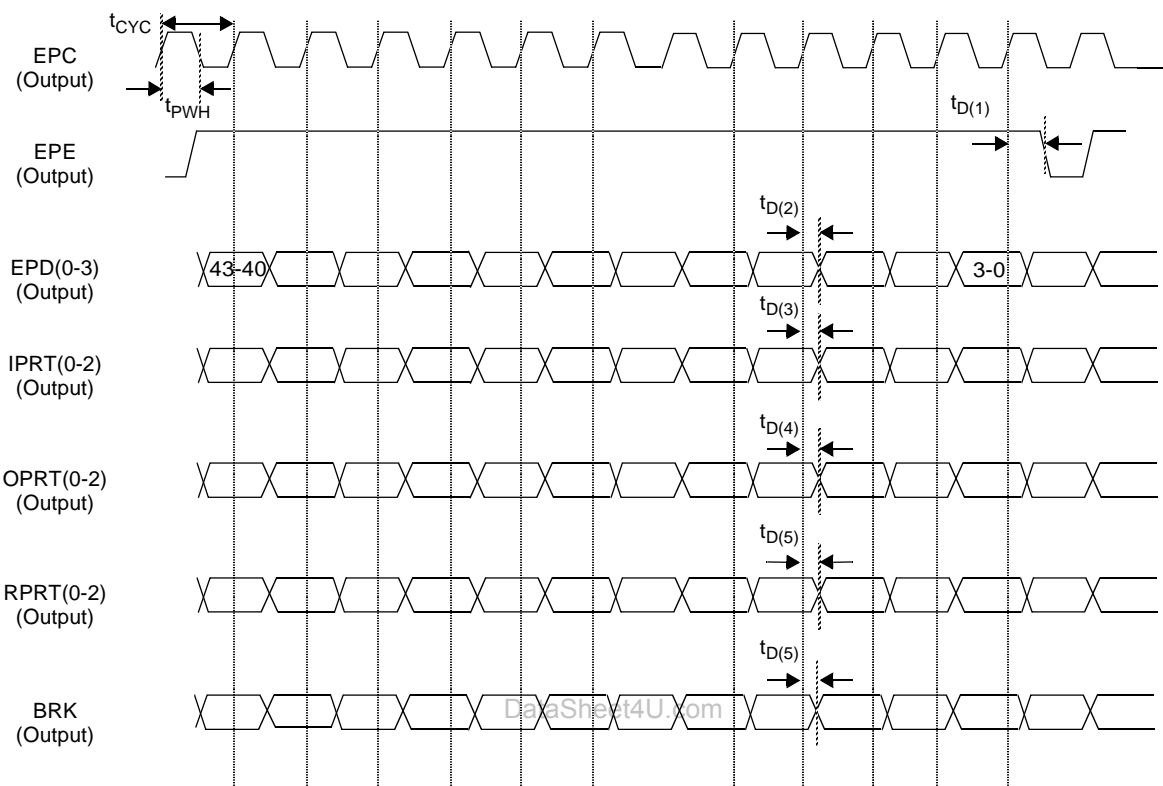 tCYC
EPC
(Output)
tPWH
tD(1)
EPE
(Output)
tD(2)
EPD(0-3)
(Output)
43-40
3-0
tD(3)
IPRT(0-2)
(Output)
tD(4)
OPRT(0-2)
(Output)
tD(5)
RPRT(0-2)
(Output)
tD(5)
BRK
(Output)
DataSheet4U.com